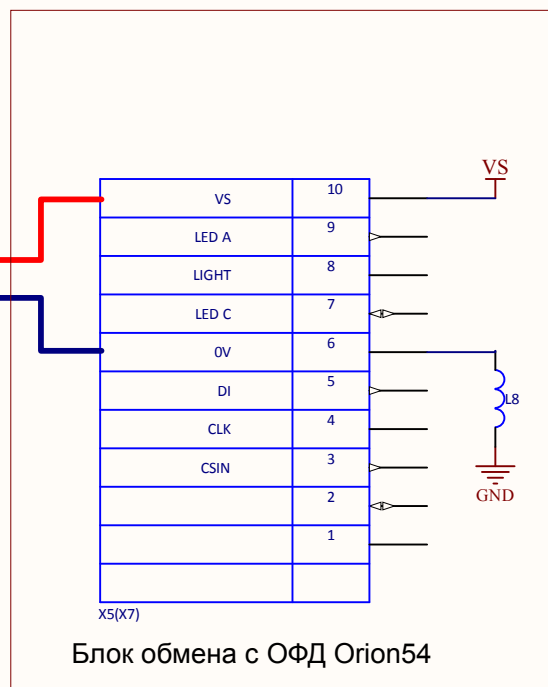 VS
VS 10
LED A 9
LIGHT 8
LED C 7
0V 6
DI 5
L8
CLK 4
CSIN 3
GND
2
1
X5(X7)
Блок обмена с ОФД Orion54